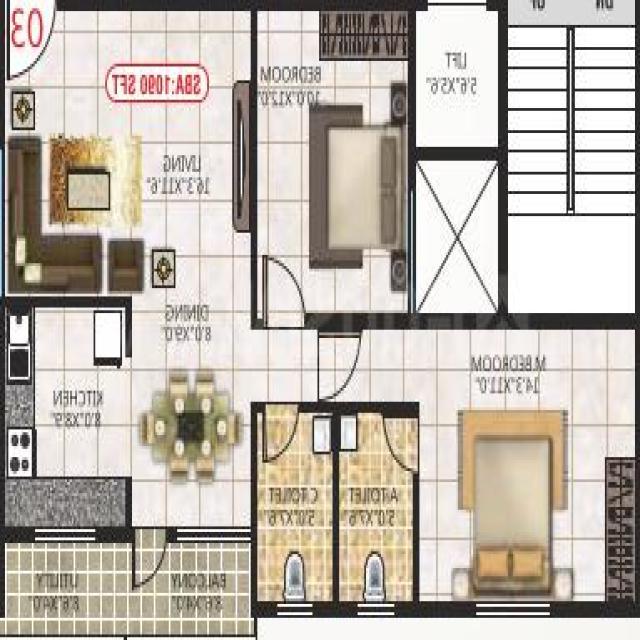 03
SBA:1090 SFT
BEDROOM
10'0"X12'0"
LIFT
5'6"X5'6"
DN
UP
LIVING
16'3"X11'6"
DINING
8'0"X9'0"
M.BEDROOM
14'3"X11'0"
KITCHEN
8'0"X8'9"
C.TOILET
5'0"X7'6"
A.TOILET
5'0"X7'6"
UTILITY
8'6"X4'0"
BALCONY
8'6"X4'0"